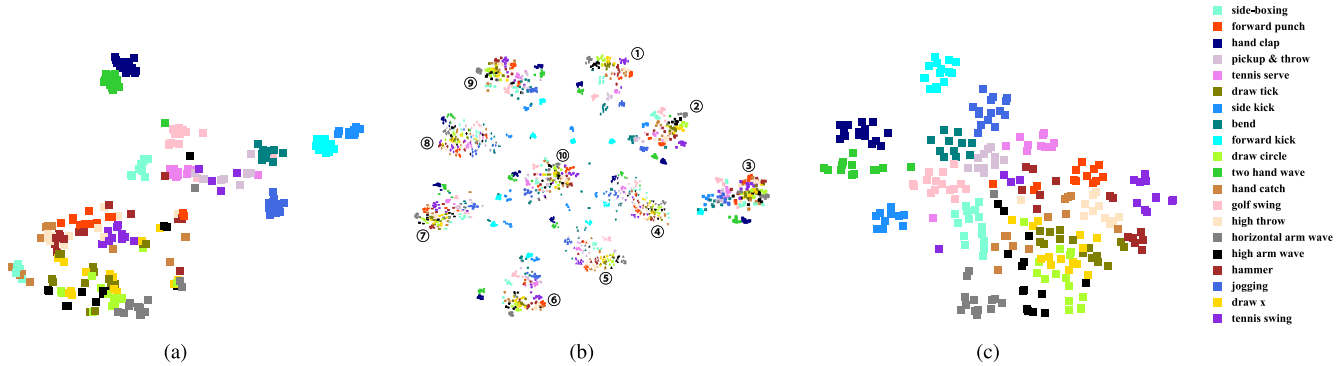 (a)
①
②
③
④
⑤
⑥
⑦
⑧
⑨
⑩
(b)
(c)
side-boxing
forward punch
hand clap
pickup & throw
tennis serve
draw tick
side kick
bend
forward kick
draw circle
two hand wave
hand catch
golf swing
high throw
horizontal arm wave
high arm wave
hammer
jogging
draw x
tennis swing